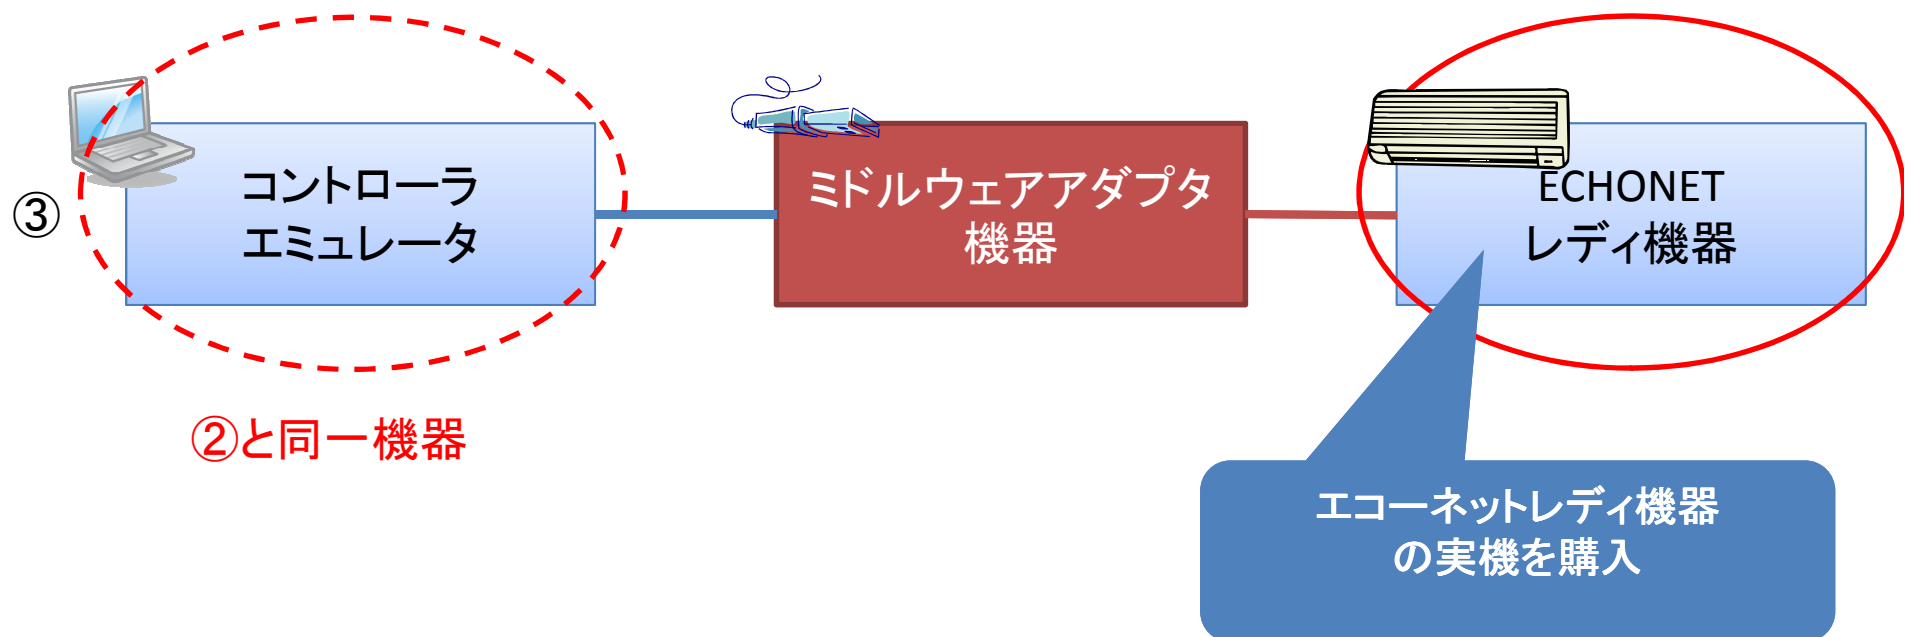 コントローラ
エミュレータ
ミドルウェアアダプタ
機器
ECHONET
レディ機器
③
②と同一機器
エコーネットレディ機器
の実機を購入